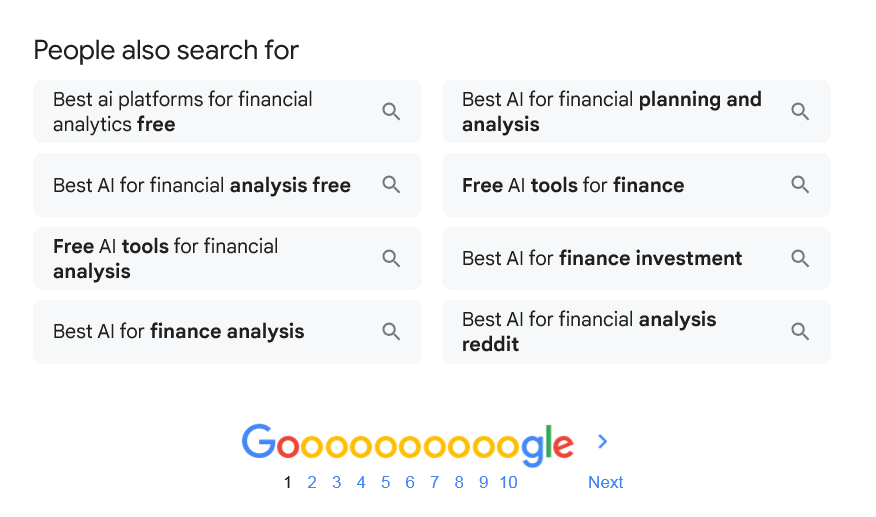 People also search for
Best ai platforms for financial
analytics free
Best AI for financial planning and
analysis
Best AI for financial analysis free
Free AI tools for finance
Free AI tools for financial
analysis
Best AI for finance investment
Best AI for finance analysis
Best AI for financial analysis
reddit
Goooooooooogle
1 2 3 4 5 6 7 8 9 10 Next